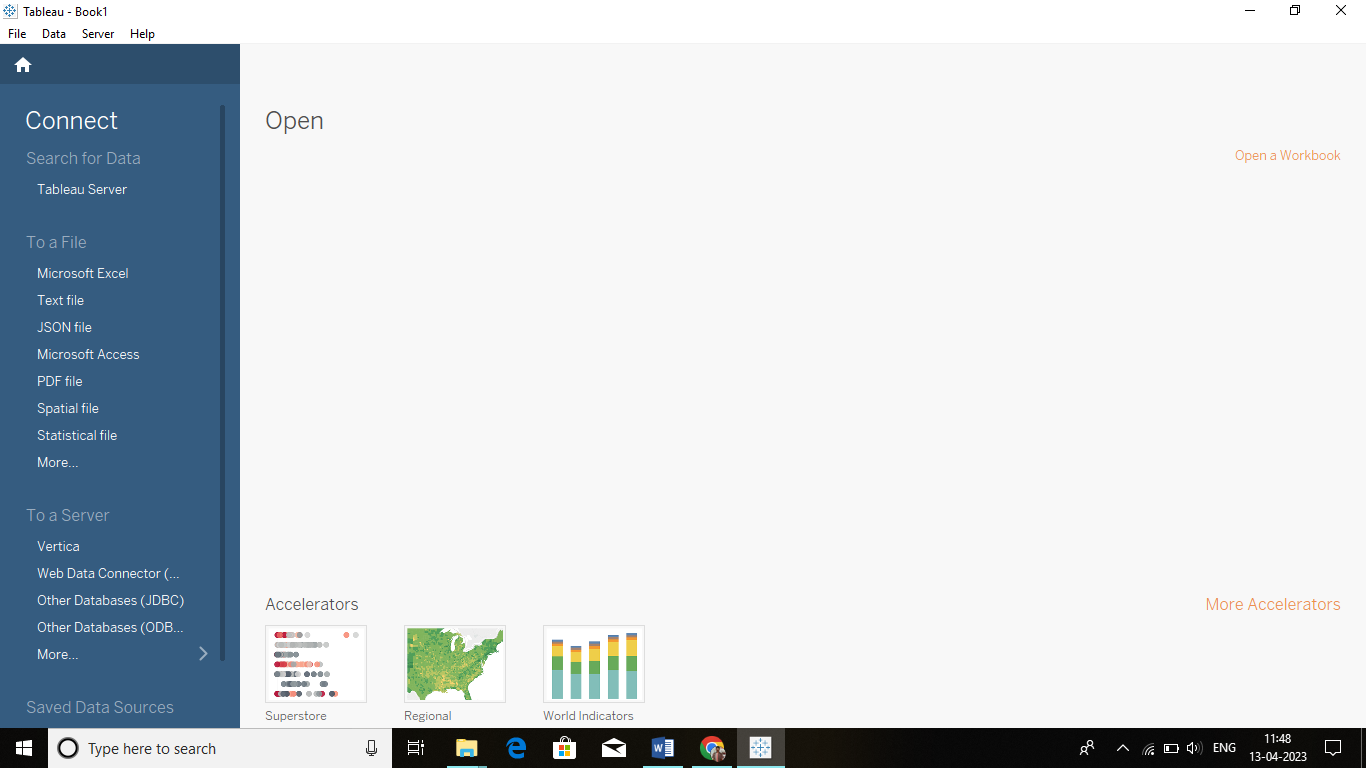 Tableau - Book1
File Data Server Help
Connect
Search for Data
Tableau Server
To a File
Microsoft Excel
Text file
JSON file
Microsoft Access
PDF file
Spatial file
Statistical file
More...
To a Server
Vertica
Web Data Connector (...
Other Databases (JDBC)
Other Databases (ODB...
More...
Saved Data Sources
Open
Open a Workbook
Accelerators
More Accelerators
Superstore Regional World Indicators
Type here to search
ENG
11:48
13-04-2023